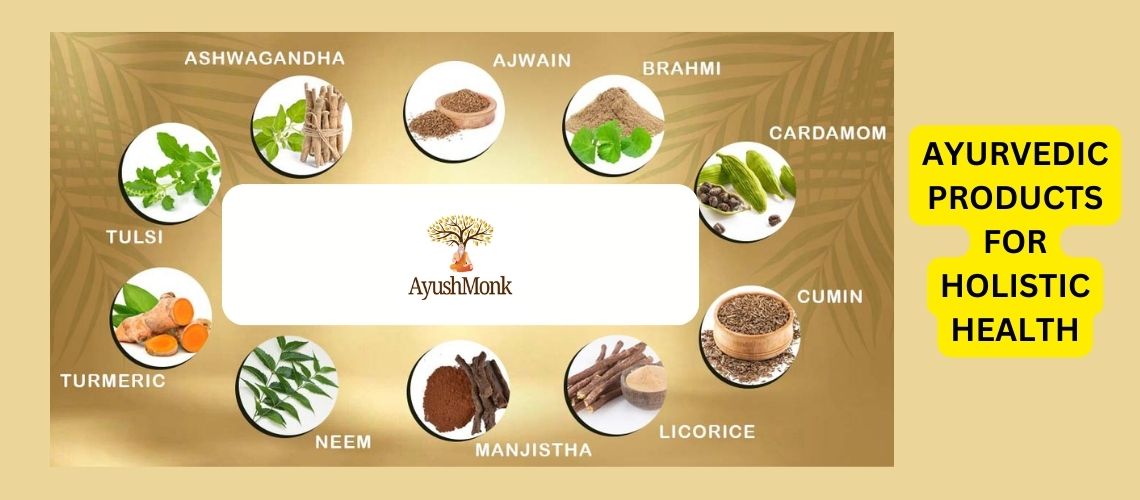 ASHWAGANDHA
AJWAIN
BRAHMI
CARDAMOM
TULSI
AyushMonk
CUMIN
TURMERIC
NEEM
MANJISTHA
LICORICE
AYURVEDIC
PRODUCTS
FOR
HOLISTIC
HEALTH